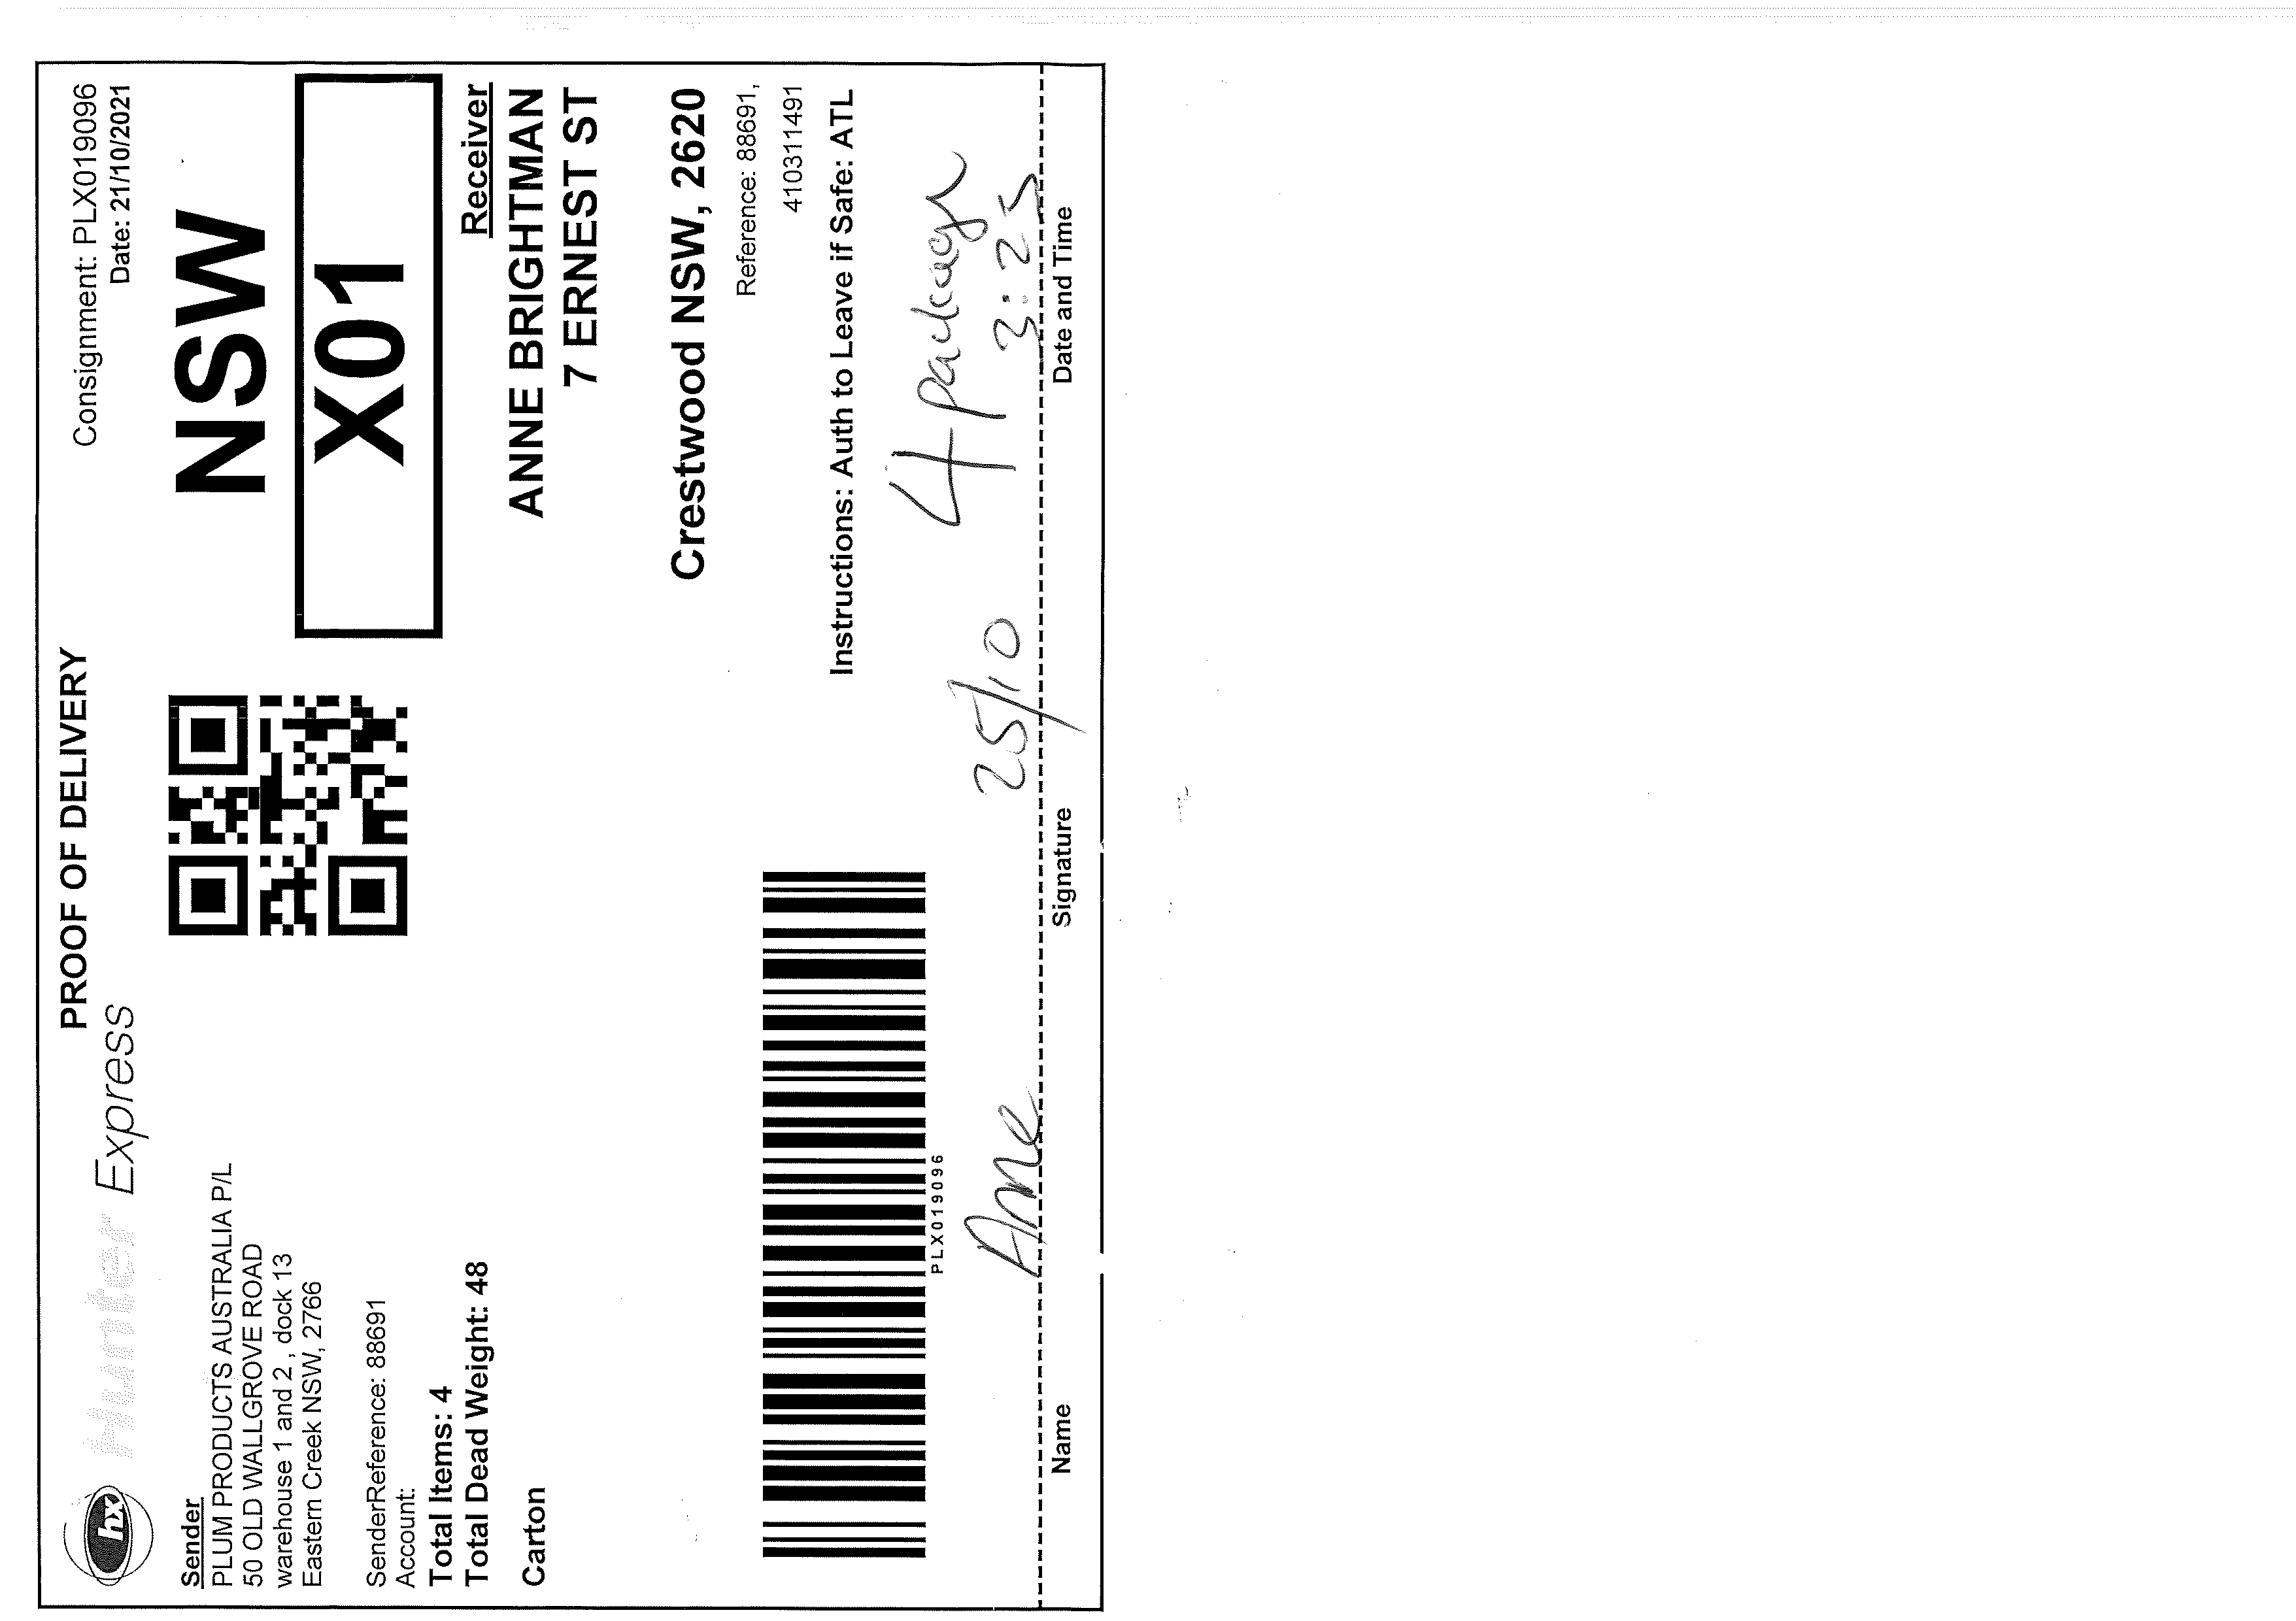 PROOF OF DELIVERY
hx Hunter Express
Consignment: PLX019096
Date: 21/10/2021
Sender
PLUM PRODUCTS AUSTRALIA P/L
50 OLD WALLGROVE ROAD
warehouse 1 and 2 , dock 13
Eastern Creek NSW, 2766
NSW
X01
SenderReference: 88691
Account:
Total Items: 4
Total Dead Weight: 48
Carton
Receiver
ANNE BRIGHTMAN
7 ERNEST ST
Crestwood NSW, 2620
Reference: 88691,
410311491
Instructions: Auth to Leave if Safe: ATL
PLX019096
4 package
Anne 25/10 3:25
Name Signature Date and Time